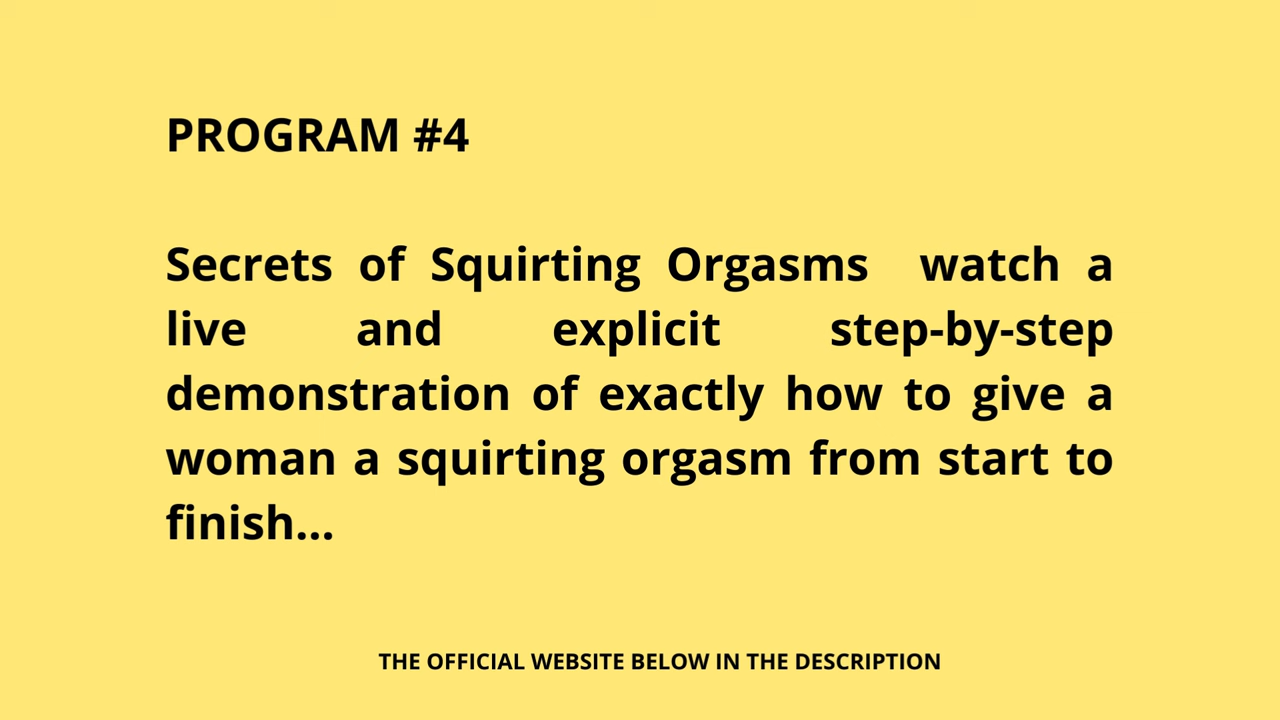 PROGRAM #4
Secrets of Squirting Orgasms watch a
live and explicit step-by-step
demonstration of exactly how to give a
woman a squirting orgasm from start to
finish...
THE OFFICIAL WEBSITE BELOW IN THE DESCRIPTION